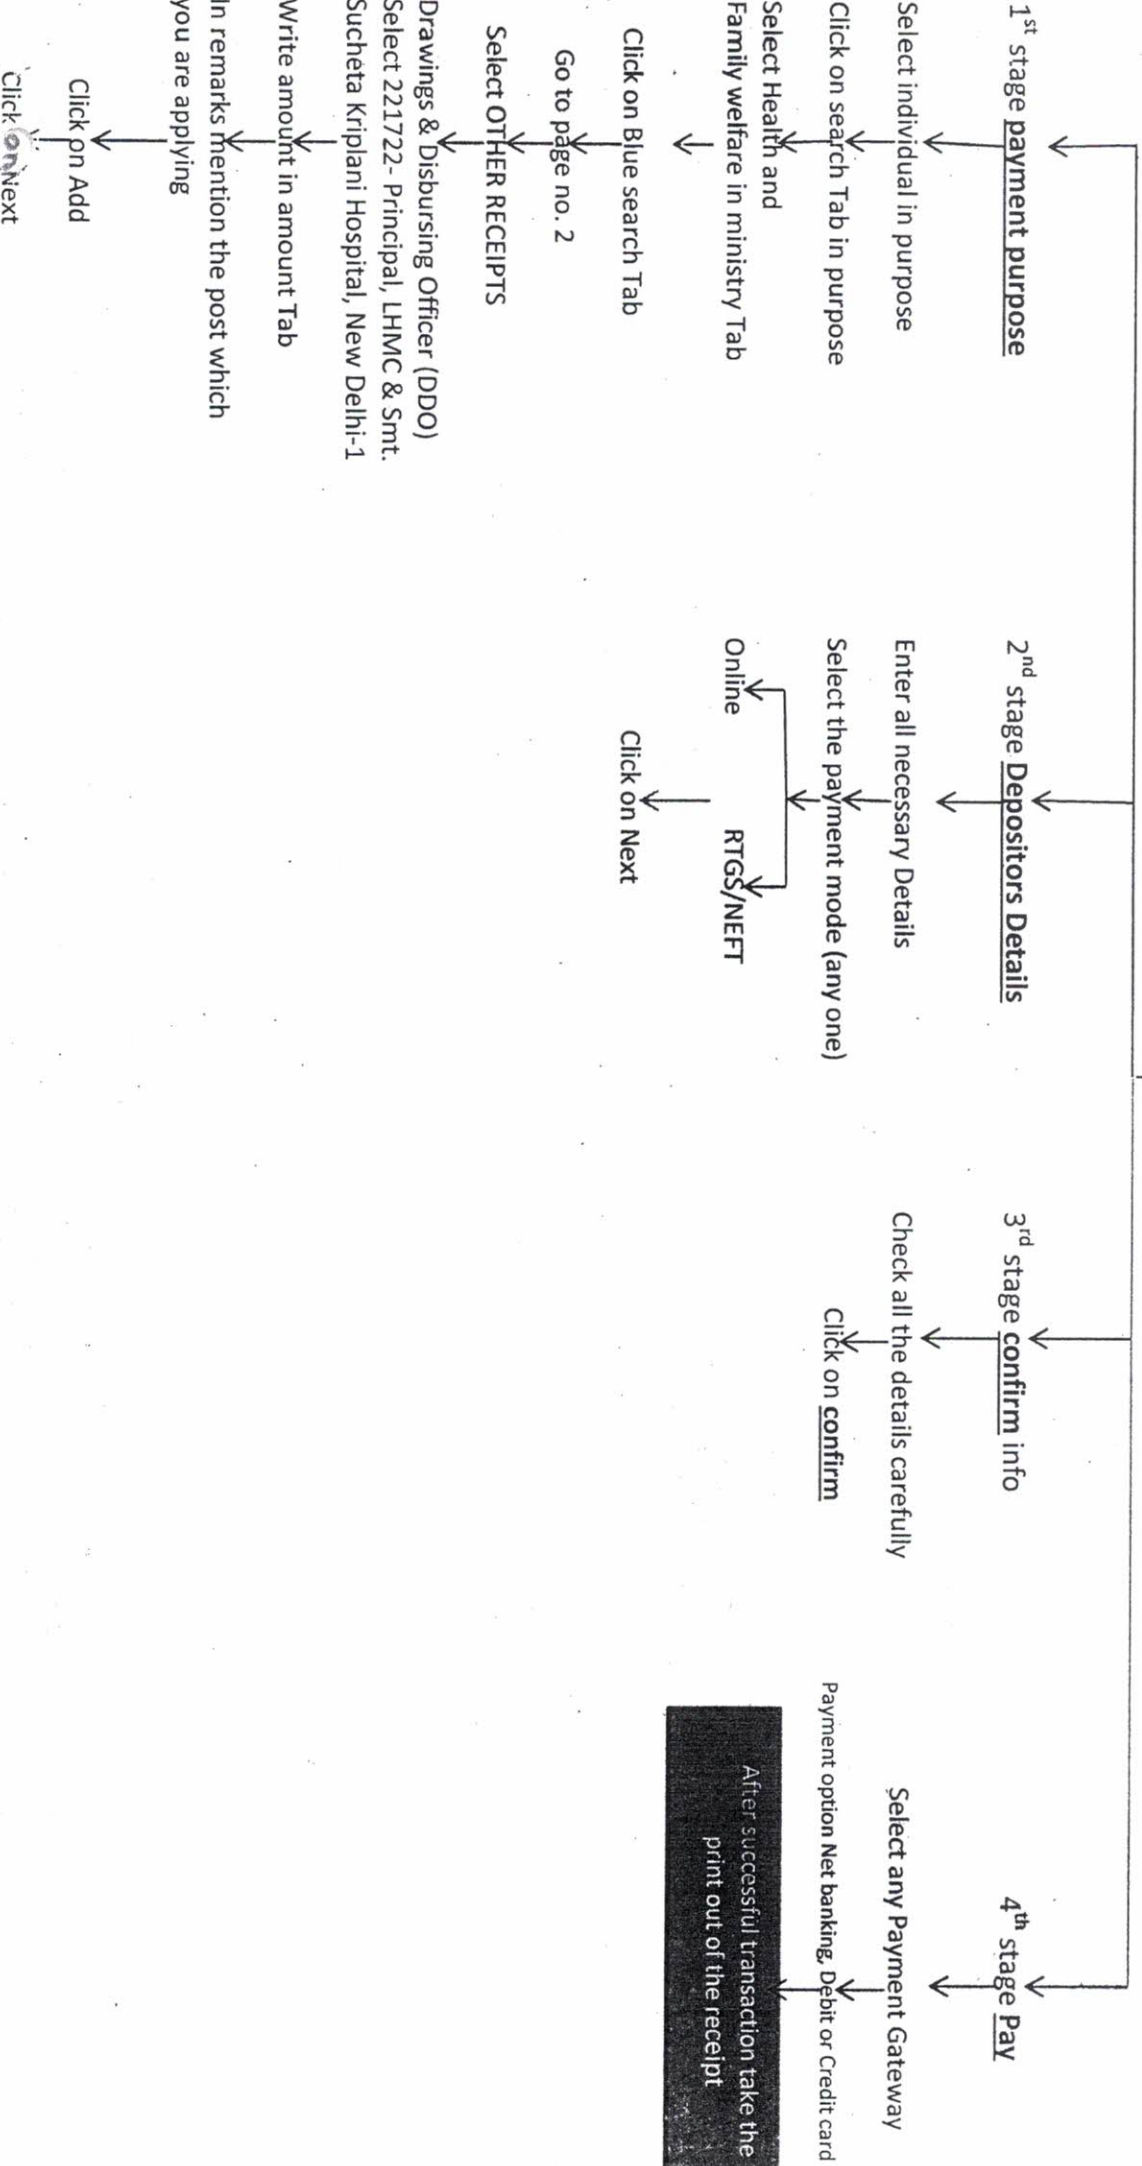 1st stage payment purpose
Select individual in purpose
Click on search Tab in purpose
Select Health and
Family welfare in ministry Tab
Click on Blue search Tab
Go to page no. 2
Select OTHER RECEIPTS
Drawings & Disbursing Officer (DDO)
Select 221722- Principal, LHMC & Smt.
Sucheta Kriplani Hospital, New Delhi-1
Write amount in amount Tab
In remarks mention the post which
you are applying
Click on Add
Click on Next
2nd stage Depositors Details
Enter all necessary Details
Select the payment mode (any one)
Online RTGS/NEFT
Click on Next
3rd stage confirm info
Check all the details carefully
Click on confirm
4th stage Pay
Select any Payment Gateway
Payment option Net banking, Debit or Credit card
After successful transaction take the
print out of the receipt